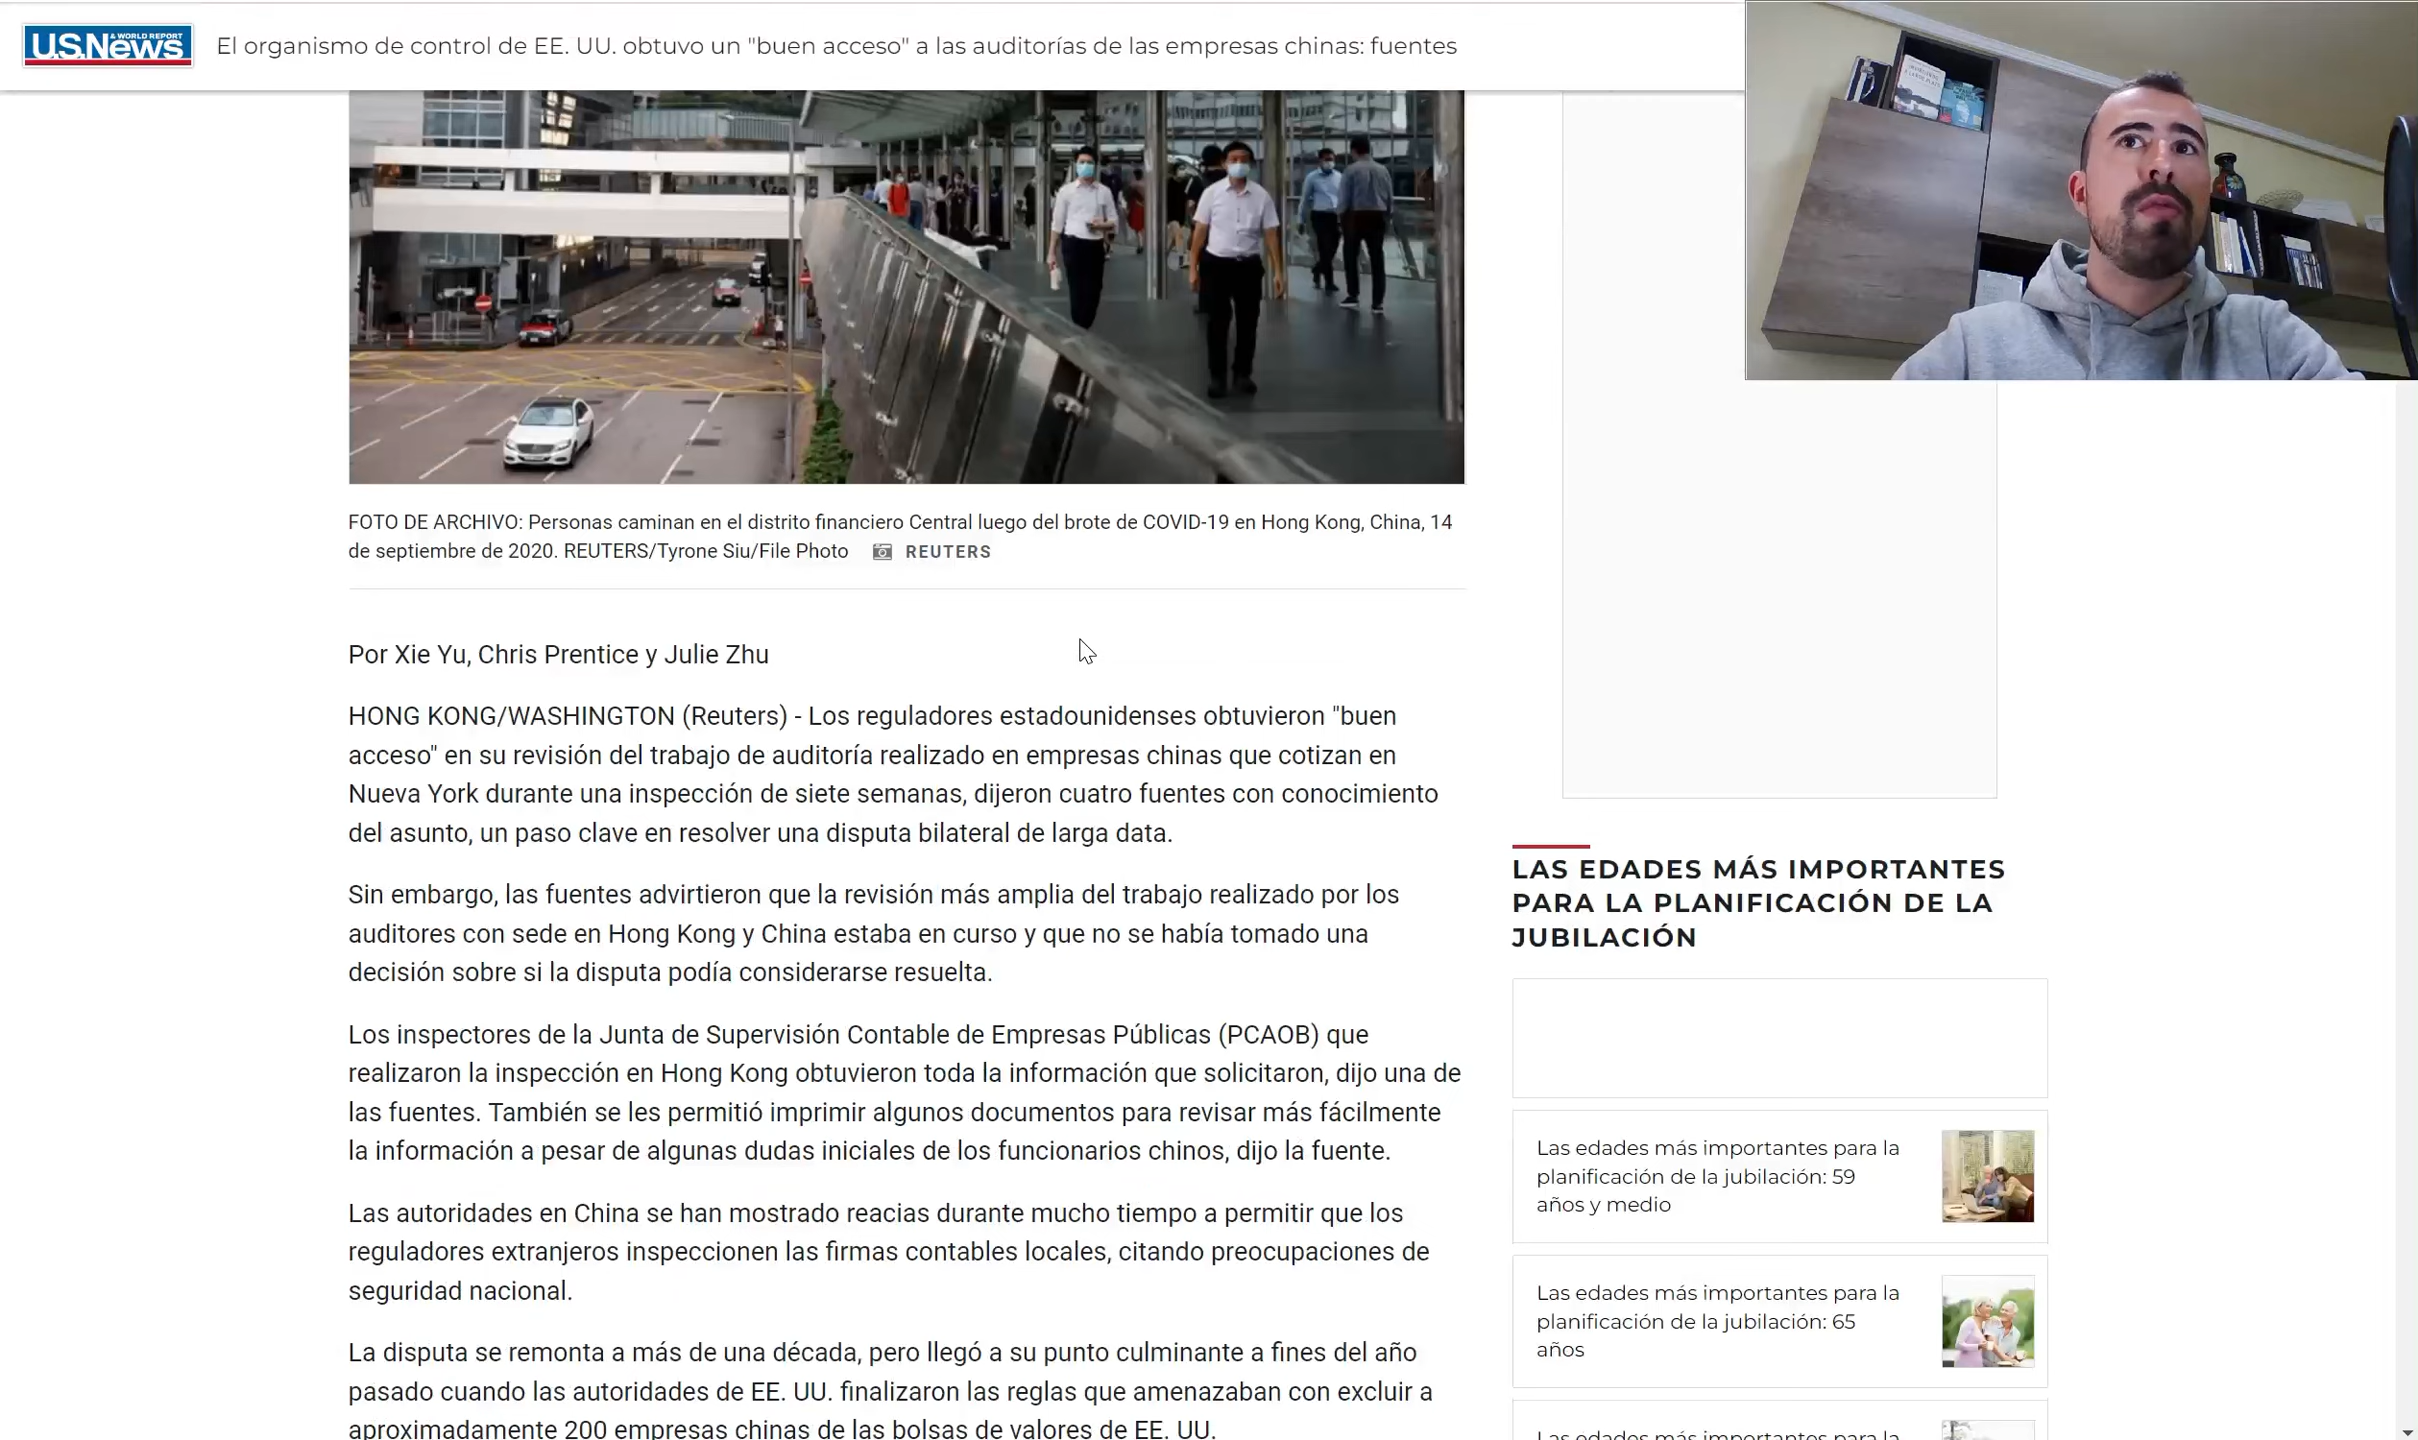 U.S.News
& WORLD REPORT
El organismo de control de EE. UU. obtuvo un "buen acceso" a las auditorías de las empresas chinas: fuentes
FOTO DE ARCHIVO: Personas caminan en el distrito financiero Central luego del brote de COVID-19 en Hong Kong, China, 14
de septiembre de 2020. REUTERS/Tyrone Siu/File Photo REUTERS
Por Xie Yu, Chris Prentice y Julie Zhu
HONG KONG/WASHINGTON (Reuters) - Los reguladores estadounidenses obtuvieron "buen
acceso" en su revisión del trabajo de auditoría realizado en empresas chinas que cotizan en
Nueva York durante una inspección de siete semanas, dijeron cuatro fuentes con conocimiento
del asunto, un paso clave en resolver una disputa bilateral de larga data.
Sin embargo, las fuentes advirtieron que la revisión más amplia del trabajo realizado por los
auditores con sede en Hong Kong y China estaba en curso y que no se había tomado una
decisión sobre si la disputa podía considerarse resuelta.
Los inspectores de la Junta de Supervisión Contable de Empresas Públicas (PCAOB) que
realizaron la inspección en Hong Kong obtuvieron toda la información que solicitaron, dijo una de
las fuentes. También se les permitió imprimir algunos documentos para revisar más fácilmente
la información a pesar de algunas dudas iniciales de los funcionarios chinos, dijo la fuente.
Las autoridades en China se han mostrado reacias durante mucho tiempo a permitir que los
reguladores extranjeros inspeccionen las firmas contables locales, citando preocupaciones de
seguridad nacional.
La disputa se remonta a más de una década, pero llegó a su punto culminante a fines del año
pasado cuando las autoridades de EE. UU. finalizaron las reglas que amenazaban con excluir a
aproximadamente 200 empresas chinas de las bolsas de valores de EE. UU.
LAS EDADES MÁS IMPORTANTES
PARA LA PLANIFICACIÓN DE LA
JUBILACIÓN
Las edades más importantes para la
planificación de la jubilación: 59
años y medio
Las edades más importantes para la
planificación de la jubilación: 65
años
Las edades más importantes para la